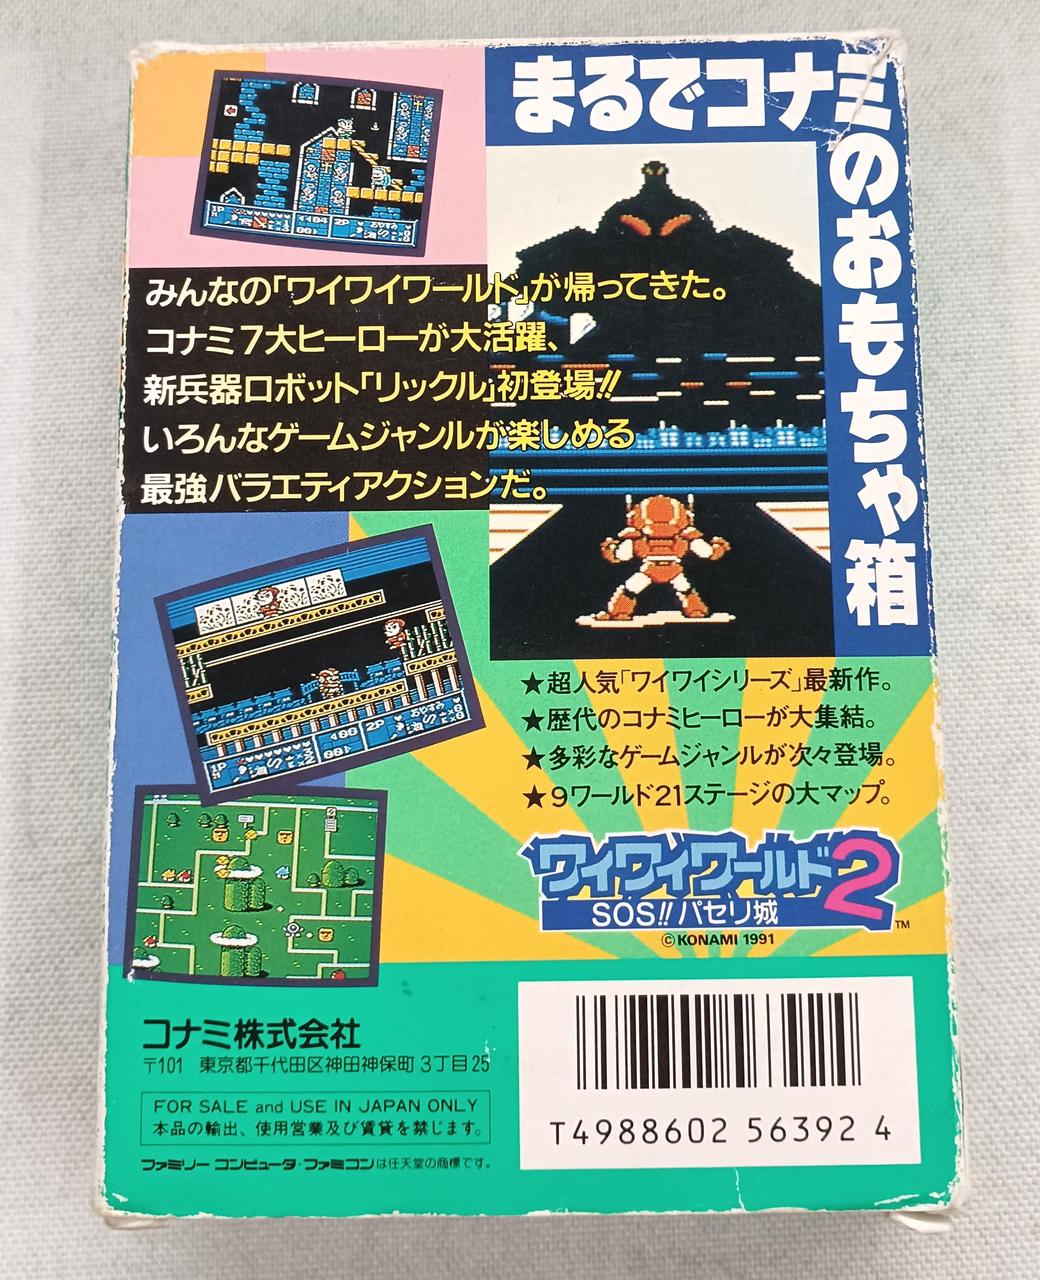 まるでコナミのおもちゃ箱
みんなの「ワイワイワールド」が帰ってきた。
コナミ7大ヒーローが大活躍、
新兵器ロボット「リックル」初登場!!
いろんなゲームジャンルが楽しめる
最強バラエティアクションだ。
★超人気「ワイワイシリーズ」最新作。
★歴代のコナミヒーローが大集結。
★多彩なゲームジャンルが次々登場。
★9ワールド21ステージの大マップ。
ワイワイワールド2
SOS!!パセリ城
TM
©KONAMI 1991
コナミ株式会社
〒101 東京都千代田区神田神保町3丁目25
FOR SALE and USE IN JAPAN ONLY
本品の輸出、使用営業及び賃貸を禁じます。
ファミリーコンピュータ・ファミコンは任天堂の商標です。
T4988602 56392 4